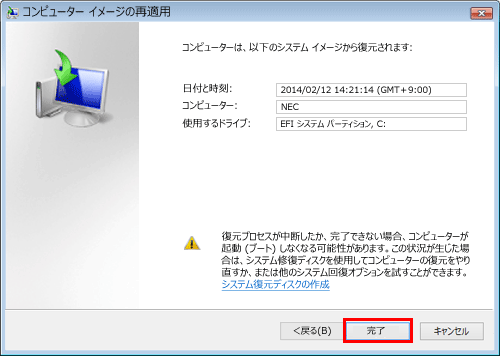 コンピューター イメージの再適用
コンピューターは、以下のシステム イメージから復元されます:
日付と時刻: 2014/02/12 14:21:14 (GMT+9:00)
コンピューター: NEC
使用するドライブ: EFI システム パーティション, C:
復元プロセスが中断したか、完了できない場合、コンピューターが
起動 (ブート) しなくなる可能性があります。この状況が生じた場
合は、システム修復ディスクを使用してコンピューターの復元をやり
直すか、または他のシステム回復オプションを試すことができます。
システム復元ディスクの作成
<戻る(B) 完了 キャンセル